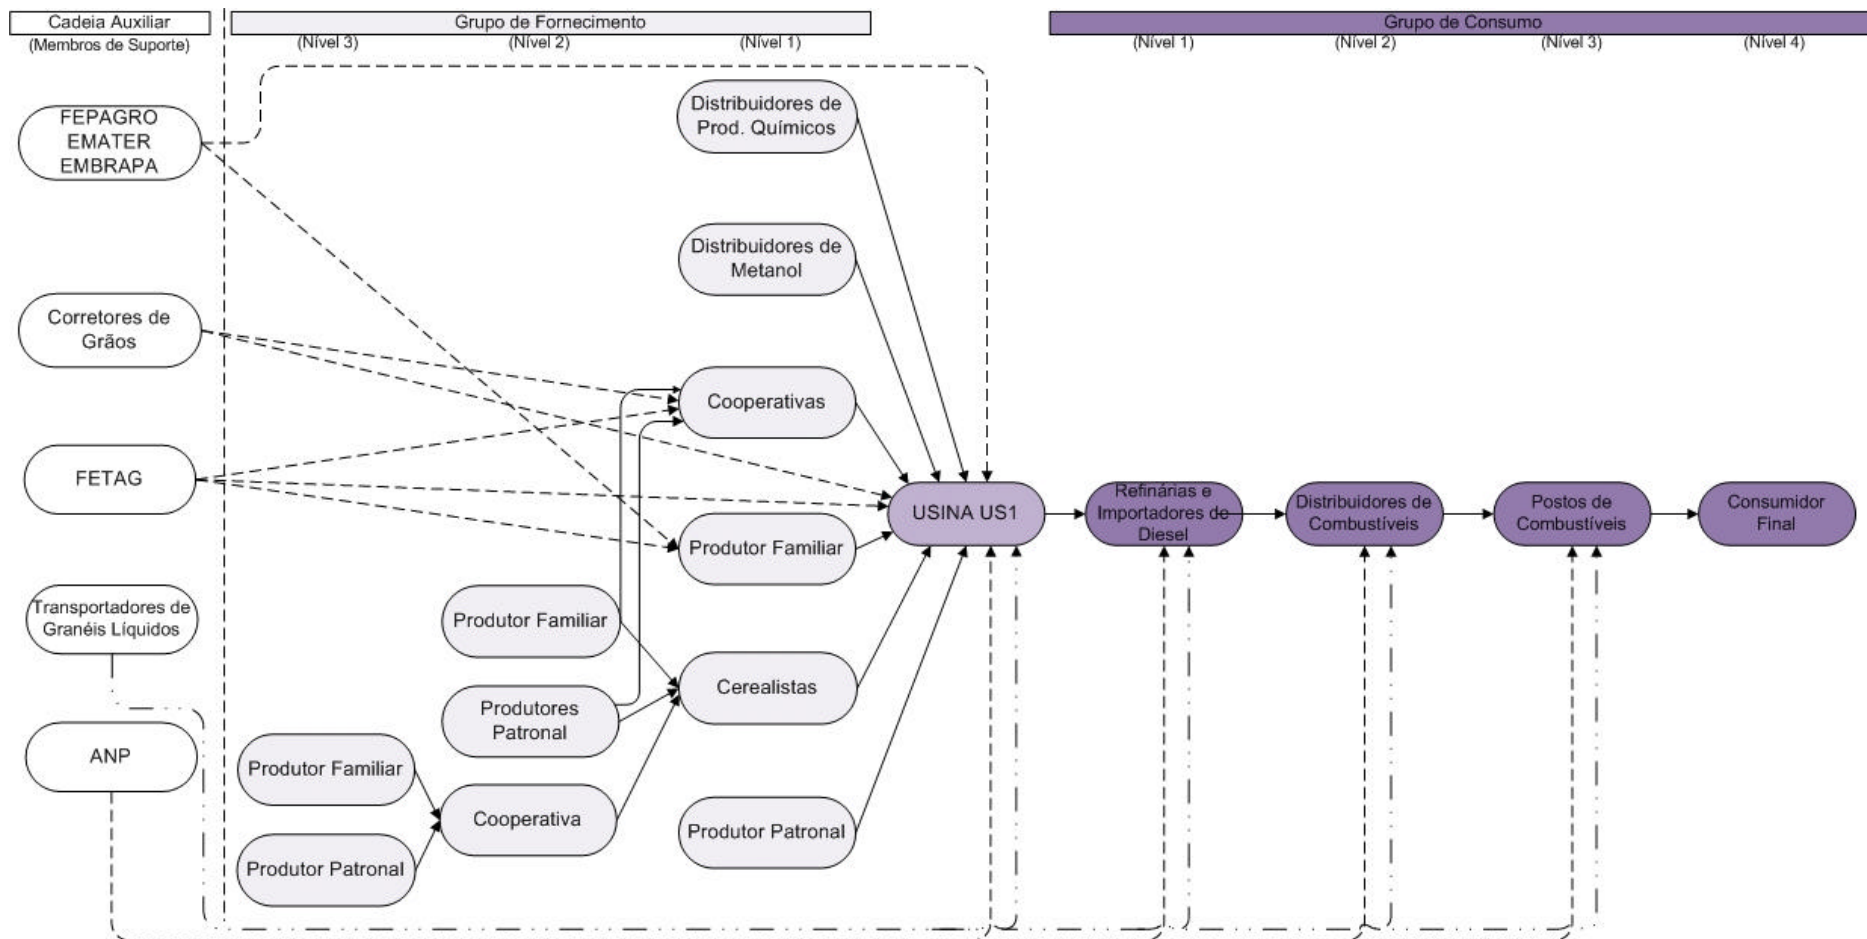 Cadeia Auxiliar
(Membros de Suporte)
Grupo de Fornecimento
(Nível 3)
(Nível 2)
(Nível 1)
Grupo de Consumo
(Nível 1)
(Nível 2)
(Nível 3)
(Nível 4)
FEPAGRO
EMATER
EMBRAPA
Corretores de
Grãos
FETAG
Transportadores de
Granéis Líquidos
ANP
Produtor Familiar
Produtor Patronal
Produtor Familiar
Produtores
Patronal
Cooperativa
Distribuidores de
Prod. Químicos
Distribuidores de
Metanol
Cooperativas
Produtor Familiar
Cerealistas
Produtor Patronal
USINA US1
Refinárias e
Importadores de
Diesel
Distribuidores de
Combustíveis
Postos de
Combustíveis
Consumidor
Final